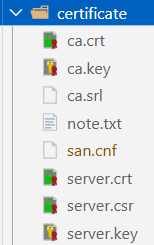 certificate
ca.crt
ca.key
ca.srl
note.txt
san.cnf
server.crt
server.csr
server.key